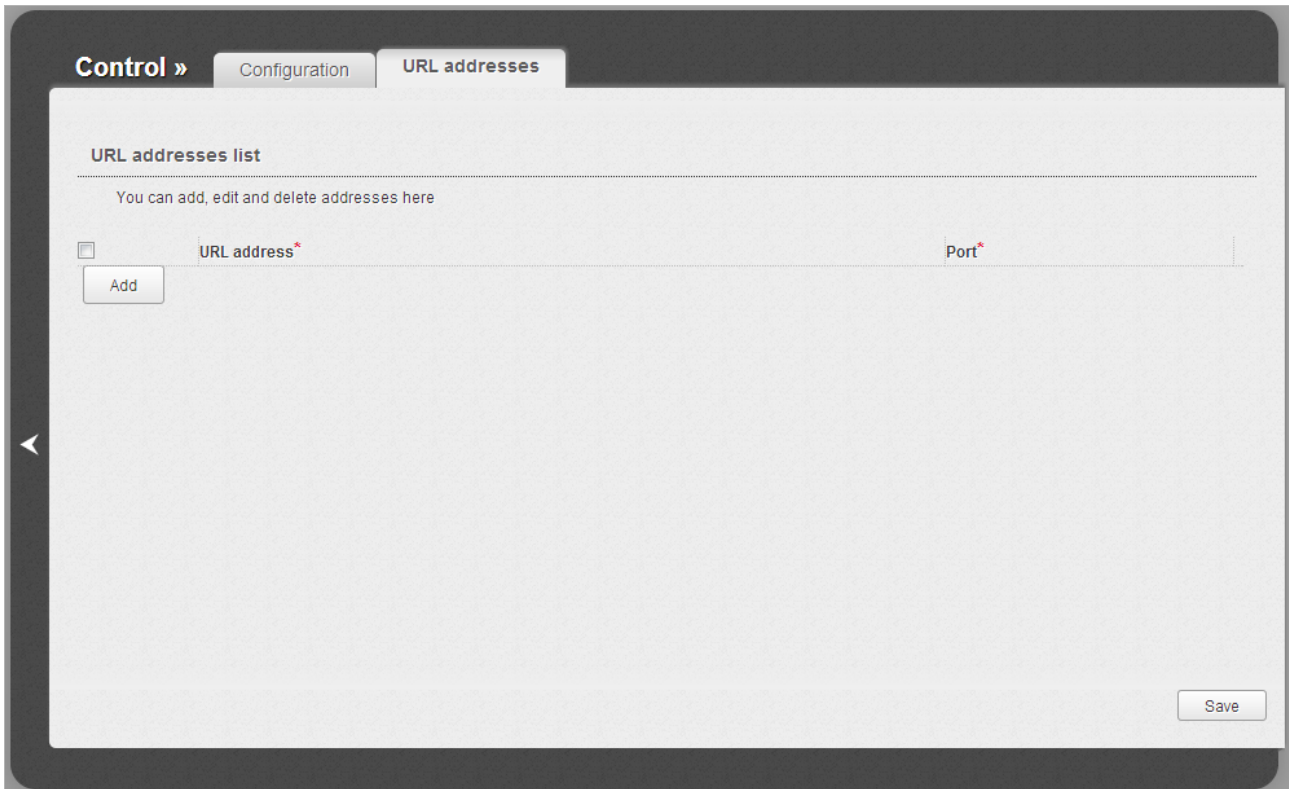 Control » Configuration URL addresses
URL addresses list
You can add, edit and delete addresses here
URL address* Port*
Add
Save